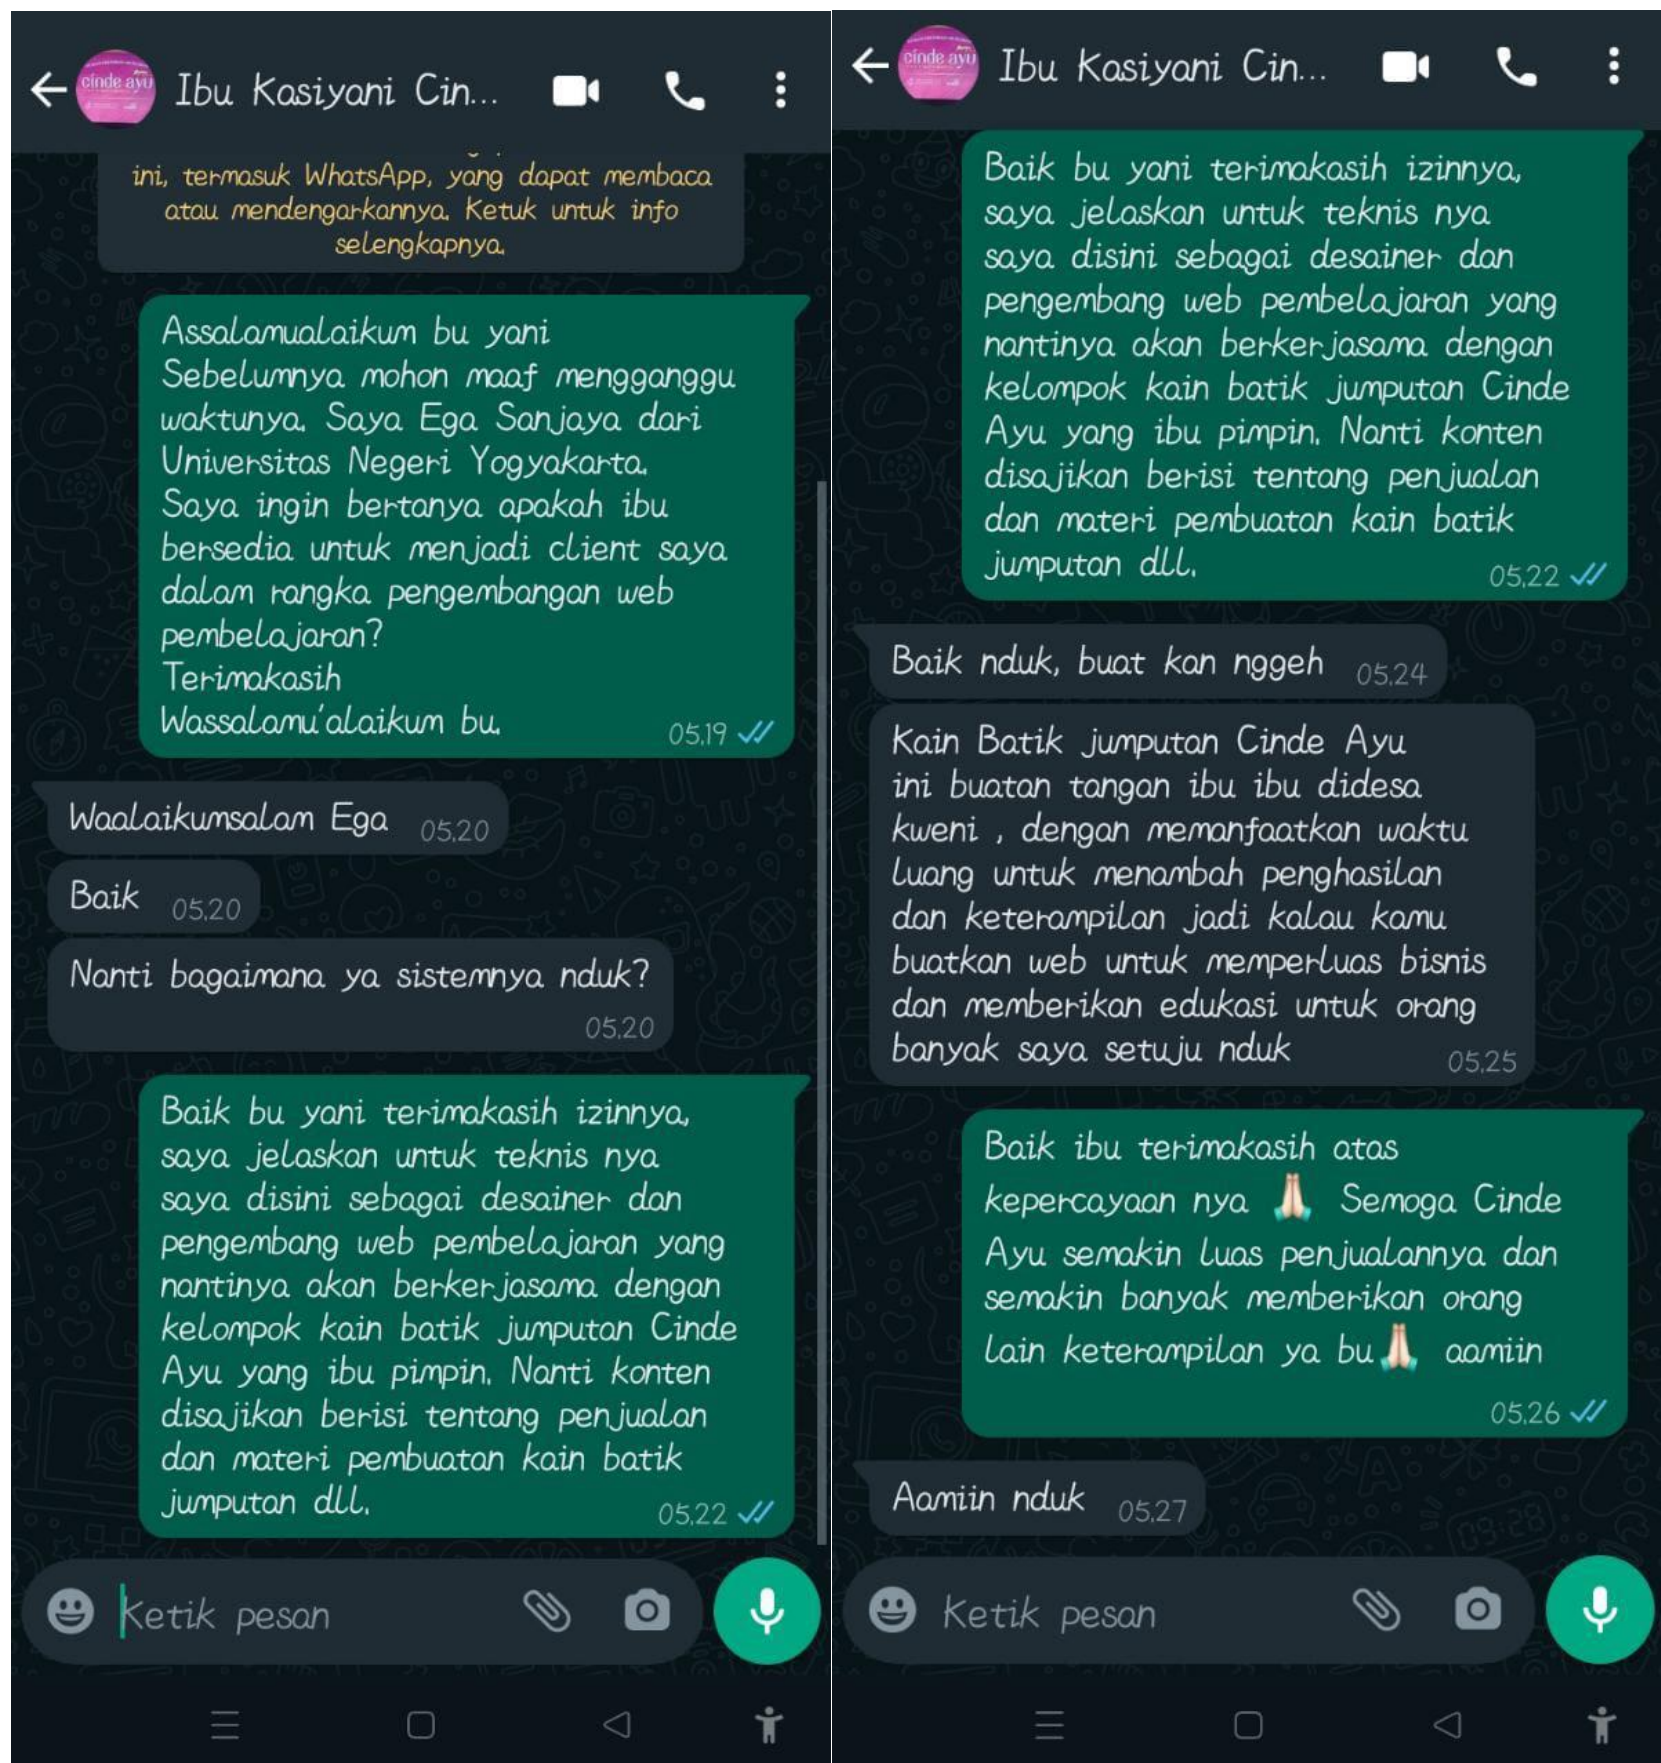 Ibu Kasiyani Cin...
cinde ayu
ini, termasuk WhatsApp, yang dapat membaca
atau mendengarkannya. Ketuk untuk info
selengkapnya.
Assalamualaikum bu yani
Sebelumnya mohon maaf mengganggu
waktunya. Saya Ega Sanjaya dari
Universitas Negeri Yogyakarta.
Saya ingin bertanya apakah ibu
bersedia untuk menjadi client saya
dalam rangka pengembangan web
pembelajaran?
Terimakasih
Wassalamu'alaikum bu.
05.19
Waalaikumsalam Ega 05.20
Baik 05.20
Nanti bagaimana ya sistemnya nduk?
05.20
Baik bu yani terimakasih izinnya,
saya jelaskan untuk teknis nya
saya disini sebagai desainer dan
pengembang web pembelajaran yang
nantinya akan berkerjasama dengan
kelompok kain batik jumputan Cinde
Ayu yang ibu pimpin. Nanti konten
disajikan berisi tentang penjualan
dan materi pembuatan kain batik
jumputan dll.
05.22
Ketik pesan
Ibu Kasiyani Cin...
cinde ayu
Baik bu yani terimakasih izinnya,
saya jelaskan untuk teknis nya
saya disini sebagai desainer dan
pengembang web pembelajaran yang
nantinya akan berkerjasama dengan
kelompok kain batik jumputan Cinde
Ayu yang ibu pimpin. Nanti konten
disajikan berisi tentang penjualan
dan materi pembuatan kain batik
jumputan dll.
05.22
Baik nduk, buat kan nggeh 05.24
Kain Batik jumputan Cinde Ayu
ini buatan tangan ibu ibu didesa
kweni , dengan memanfaatkan waktu
luang untuk menambah penghasilan
dan keterampilan jadi kalau kamu
buatkan web untuk memperluas bisnis
dan memberikan edukasi untuk orang
banyak saya setuju nduk
05.25
Baik ibu terimakasih atas
kepercayaan nya 🙏🏻 Semoga Cinde
Ayu semakin luas penjualannya dan
semakin banyak memberikan orang
lain keterampilan ya bu🙏🏻 aamiin
05.26
Aamiin nduk 05.27
Ketik pesan